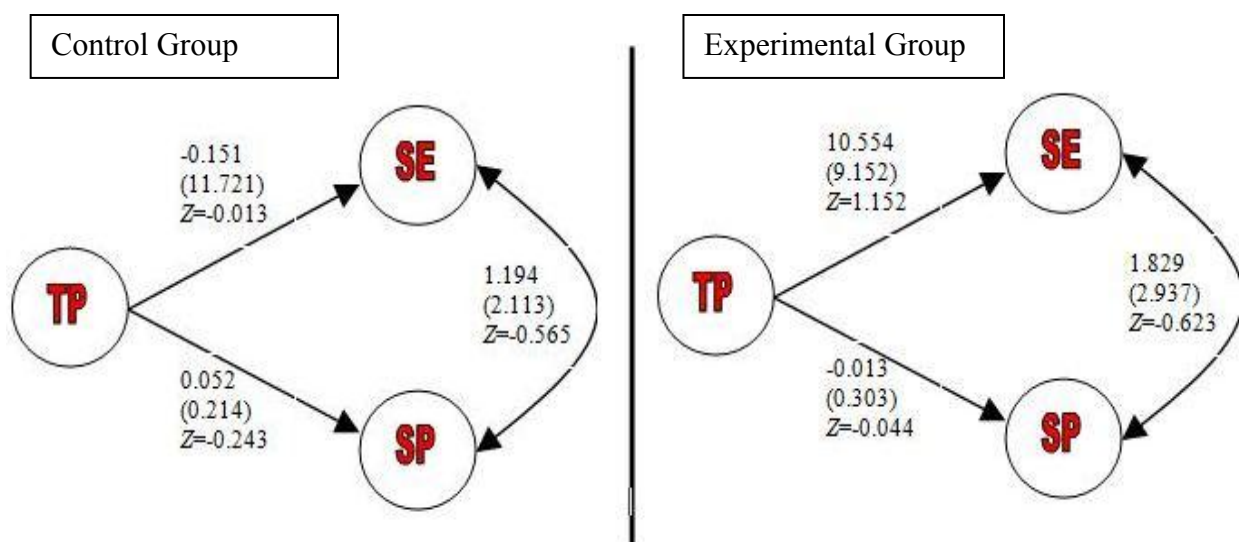 Control Group
-0.151
(11.721)
Z=-0.013
SE
TP
1.194
(2.113)
Z=-0.565
0.052
(0.214)
Z=-0.243
SP
Experimental Group
10.554
(9.152)
Z=1.152
SE
TP
1.829
(2.937)
Z=-0.623
-0.013
(0.303)
Z=-0.044
SP